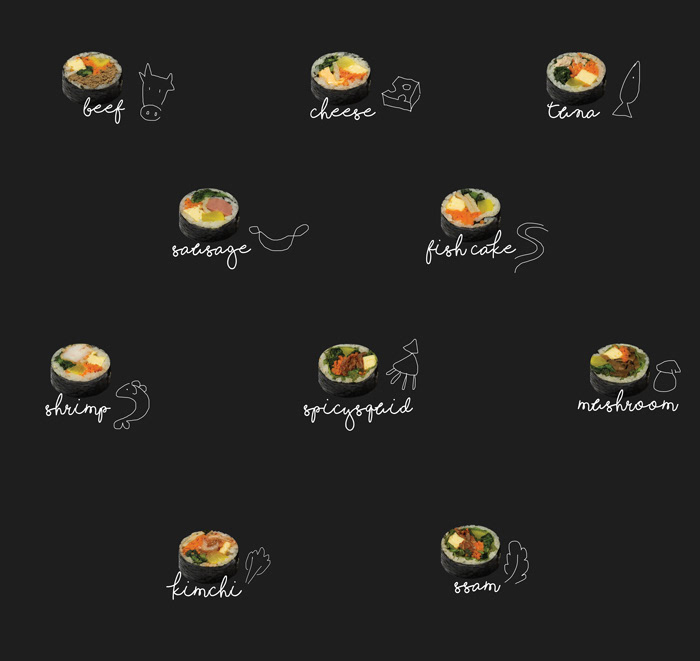 beef
cheese
tuna
sausage
fish cake
shrimp
spicysquid
mushroom
kimchi
ssam